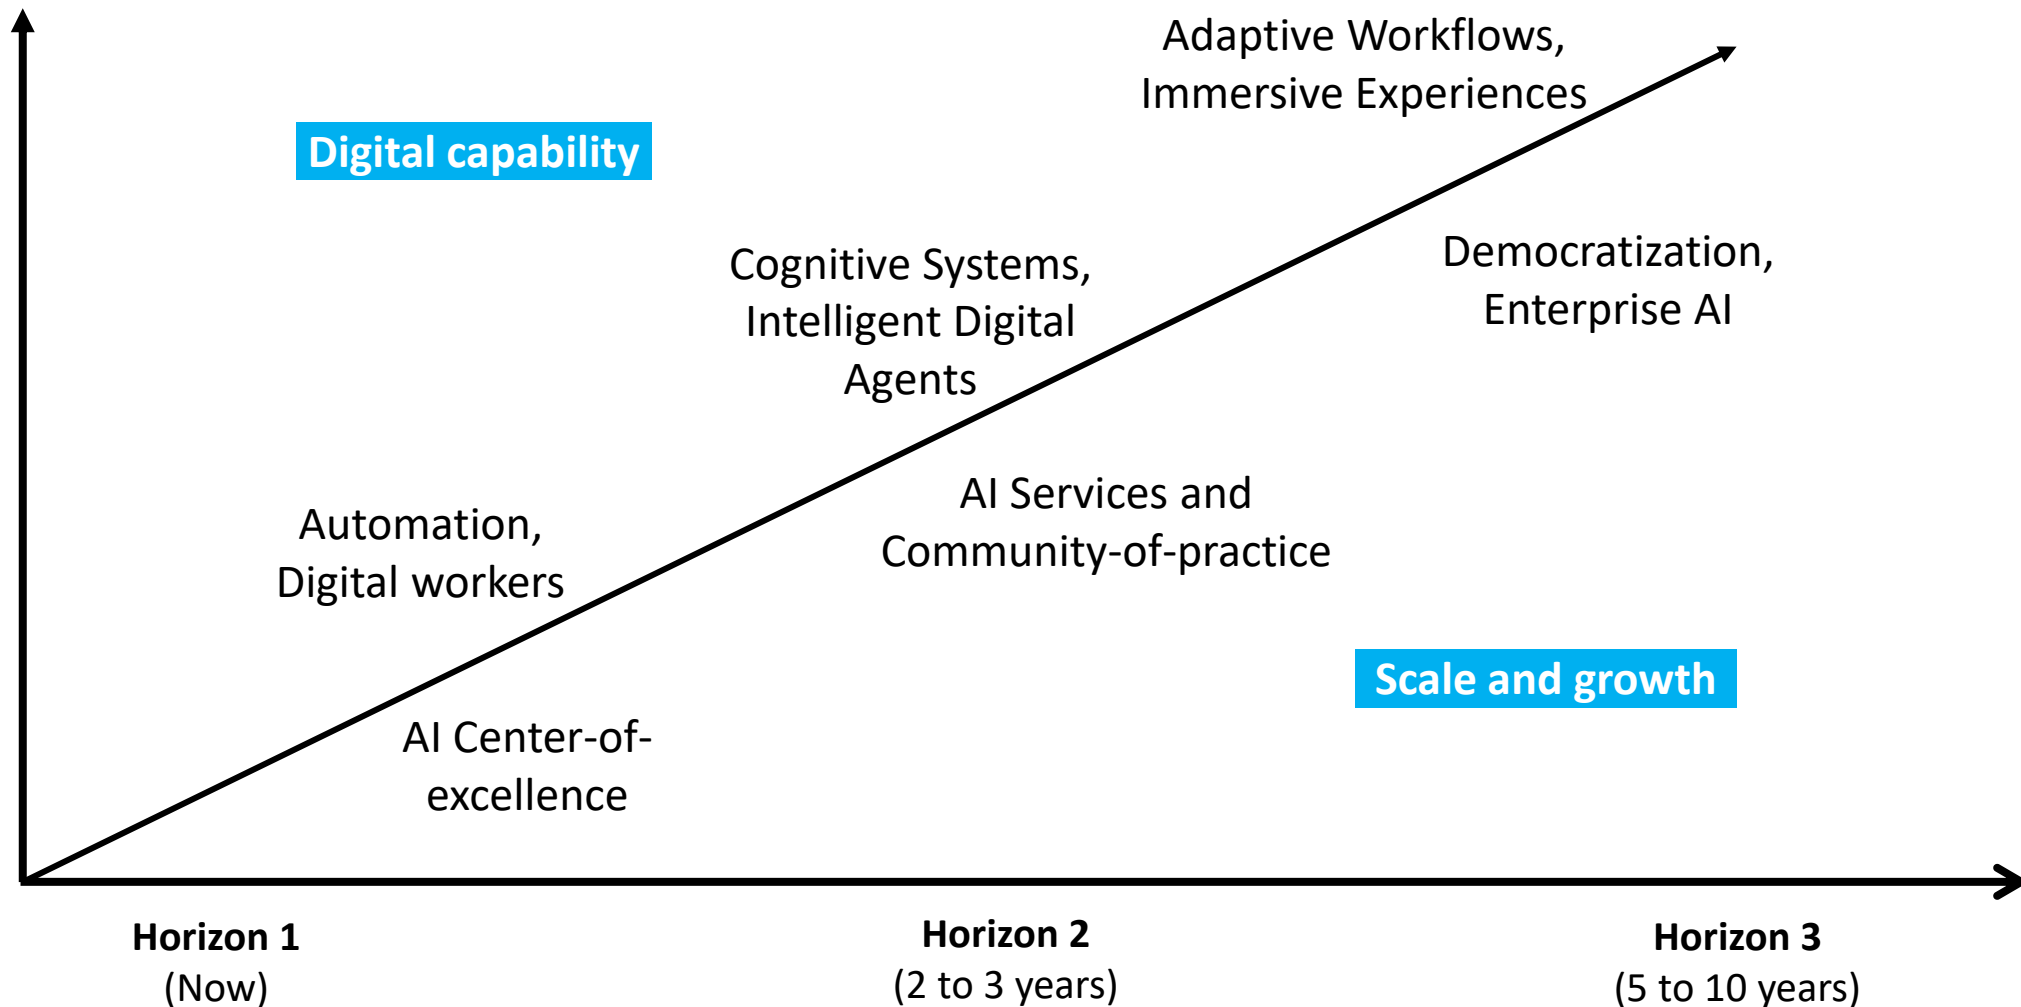 Adaptive Workflows,
Immersive Experiences
Digital capability
Cognitive Systems,
Intelligent Digital
Agents
Democratization,
Enterprise AI
Automation,
Digital workers
AI Services and
Community-of-practice
Scale and growth
AI Center-of-
excellence
Horizon 1
(Now)
Horizon 2
(2 to 3 years)
Horizon 3
(5 to 10 years)